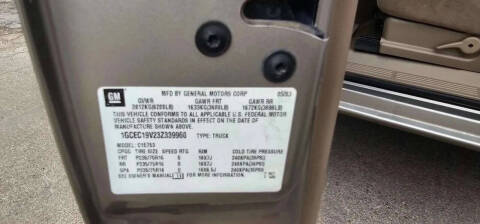 GM
MFD BY GENERAL MOTORS CORP 05/03
GVWR GAWR FRT GAWR RR
2812KG(6200LB) 1633KG(3600LB) 1672KG(3686LB)
THIS VEHICLE CONFORMS TO ALL APPLICABLE U.S. FEDERAL MOTOR
VEHICLE SAFETY STANDARDS IN EFFECT ON THE DATE
OF MANUFACTURE SHOWN ABOVE.
1GCEC19V23Z339960 TYPE: TRUCK
MODEL: C15753
TIRE SIZE SPEED RTG RIM COLD TIRE PRESSURE
FRT P235/75R16 S 16X7J 240KPA(35PSI)
RR P235/75R16 S 16X7J 240KPA(35PSI)
SPA P235/75R16 S 16X6.5J 240KPA(35PSI)
SEE OWNER'S MANUAL FOR MORE INFORMATION.